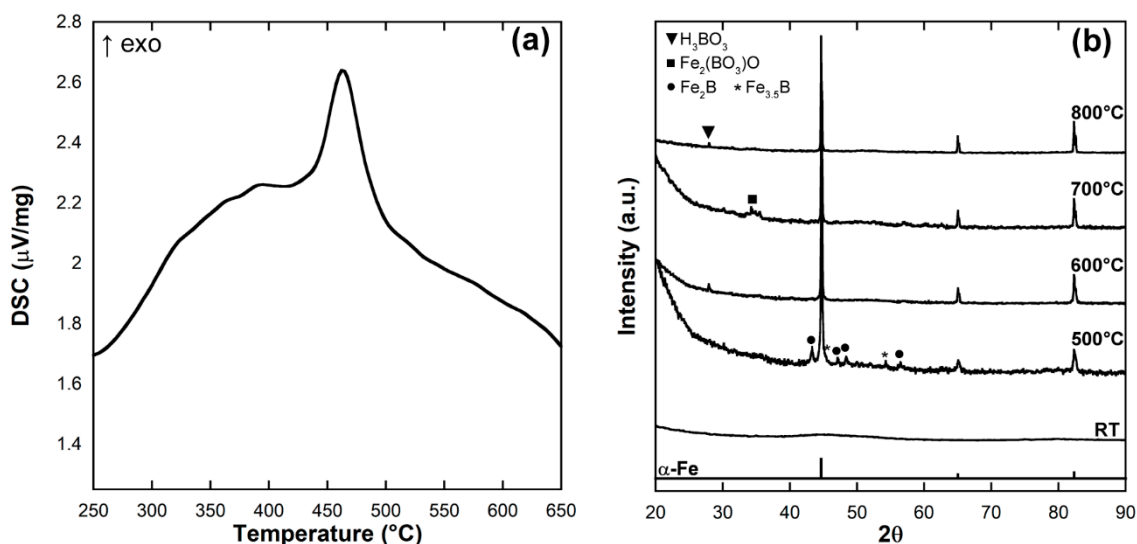 ↑ exo
(a)
2.8
2.6
2.4
2.2
2
1.8
1.6
1.4
DSC (μV/mg)
250 300 350 400 450 500 550 600 650
Temperature (°C)
(b)
▼ H₃BO₃
■ Fe₂(BO₃)O
● Fe₂B * Fe₃.₅B
800°C
700°C
600°C
500°C
RT
α-Fe
Intensity (a.u.)
20 30 40 50 60 70 80 90
2θ